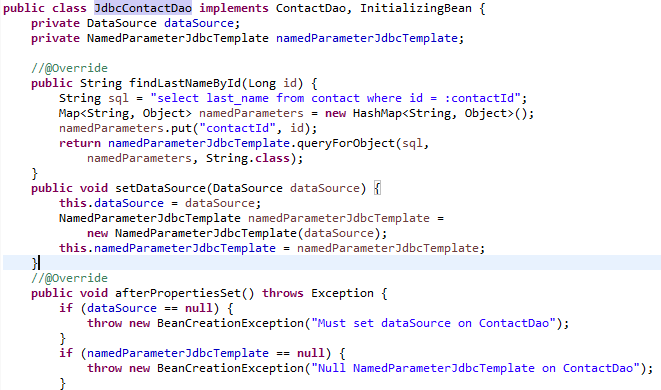 public class JdbcContactDao implements ContactDao, InitializingBean {
    private DataSource dataSource;
    private NamedParameterJdbcTemplate namedParameterJdbcTemplate;

    //@Override
    public String findLastNameById(Long id) {
        String sql = "select last_name from contact where id = :contactId";
        Map<String, Object> namedParameters = new HashMap<String, Object>();
        namedParameters.put("contactId", id);
        return namedParameterJdbcTemplate.queryForObject(sql,
            namedParameters, String.class);
    }
    public void setDataSource(DataSource dataSource) {
        this.dataSource = dataSource;
        NamedParameterJdbcTemplate namedParameterJdbcTemplate =
            new NamedParameterJdbcTemplate(dataSource);
        this.namedParameterJdbcTemplate = namedParameterJdbcTemplate;
    }
    //@Override
    public void afterPropertiesSet() throws Exception {
        if (dataSource == null) {
            throw new BeanCreationException("Must set dataSource on ContactDao");
        }
        if (namedParameterJdbcTemplate == null) {
            throw new BeanCreationException("Null NamedParameterJdbcTemplate on ContactDao");
        }